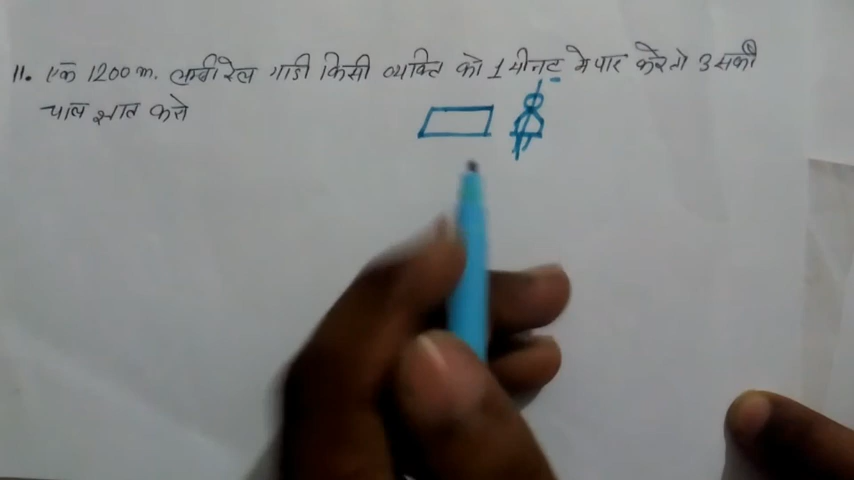 11. एक 1200 m. लम्बी रेल गाडी किसी व्यक्ति को 1 मीनट मे पार करे तो उसकी
चाल ज्ञात करो